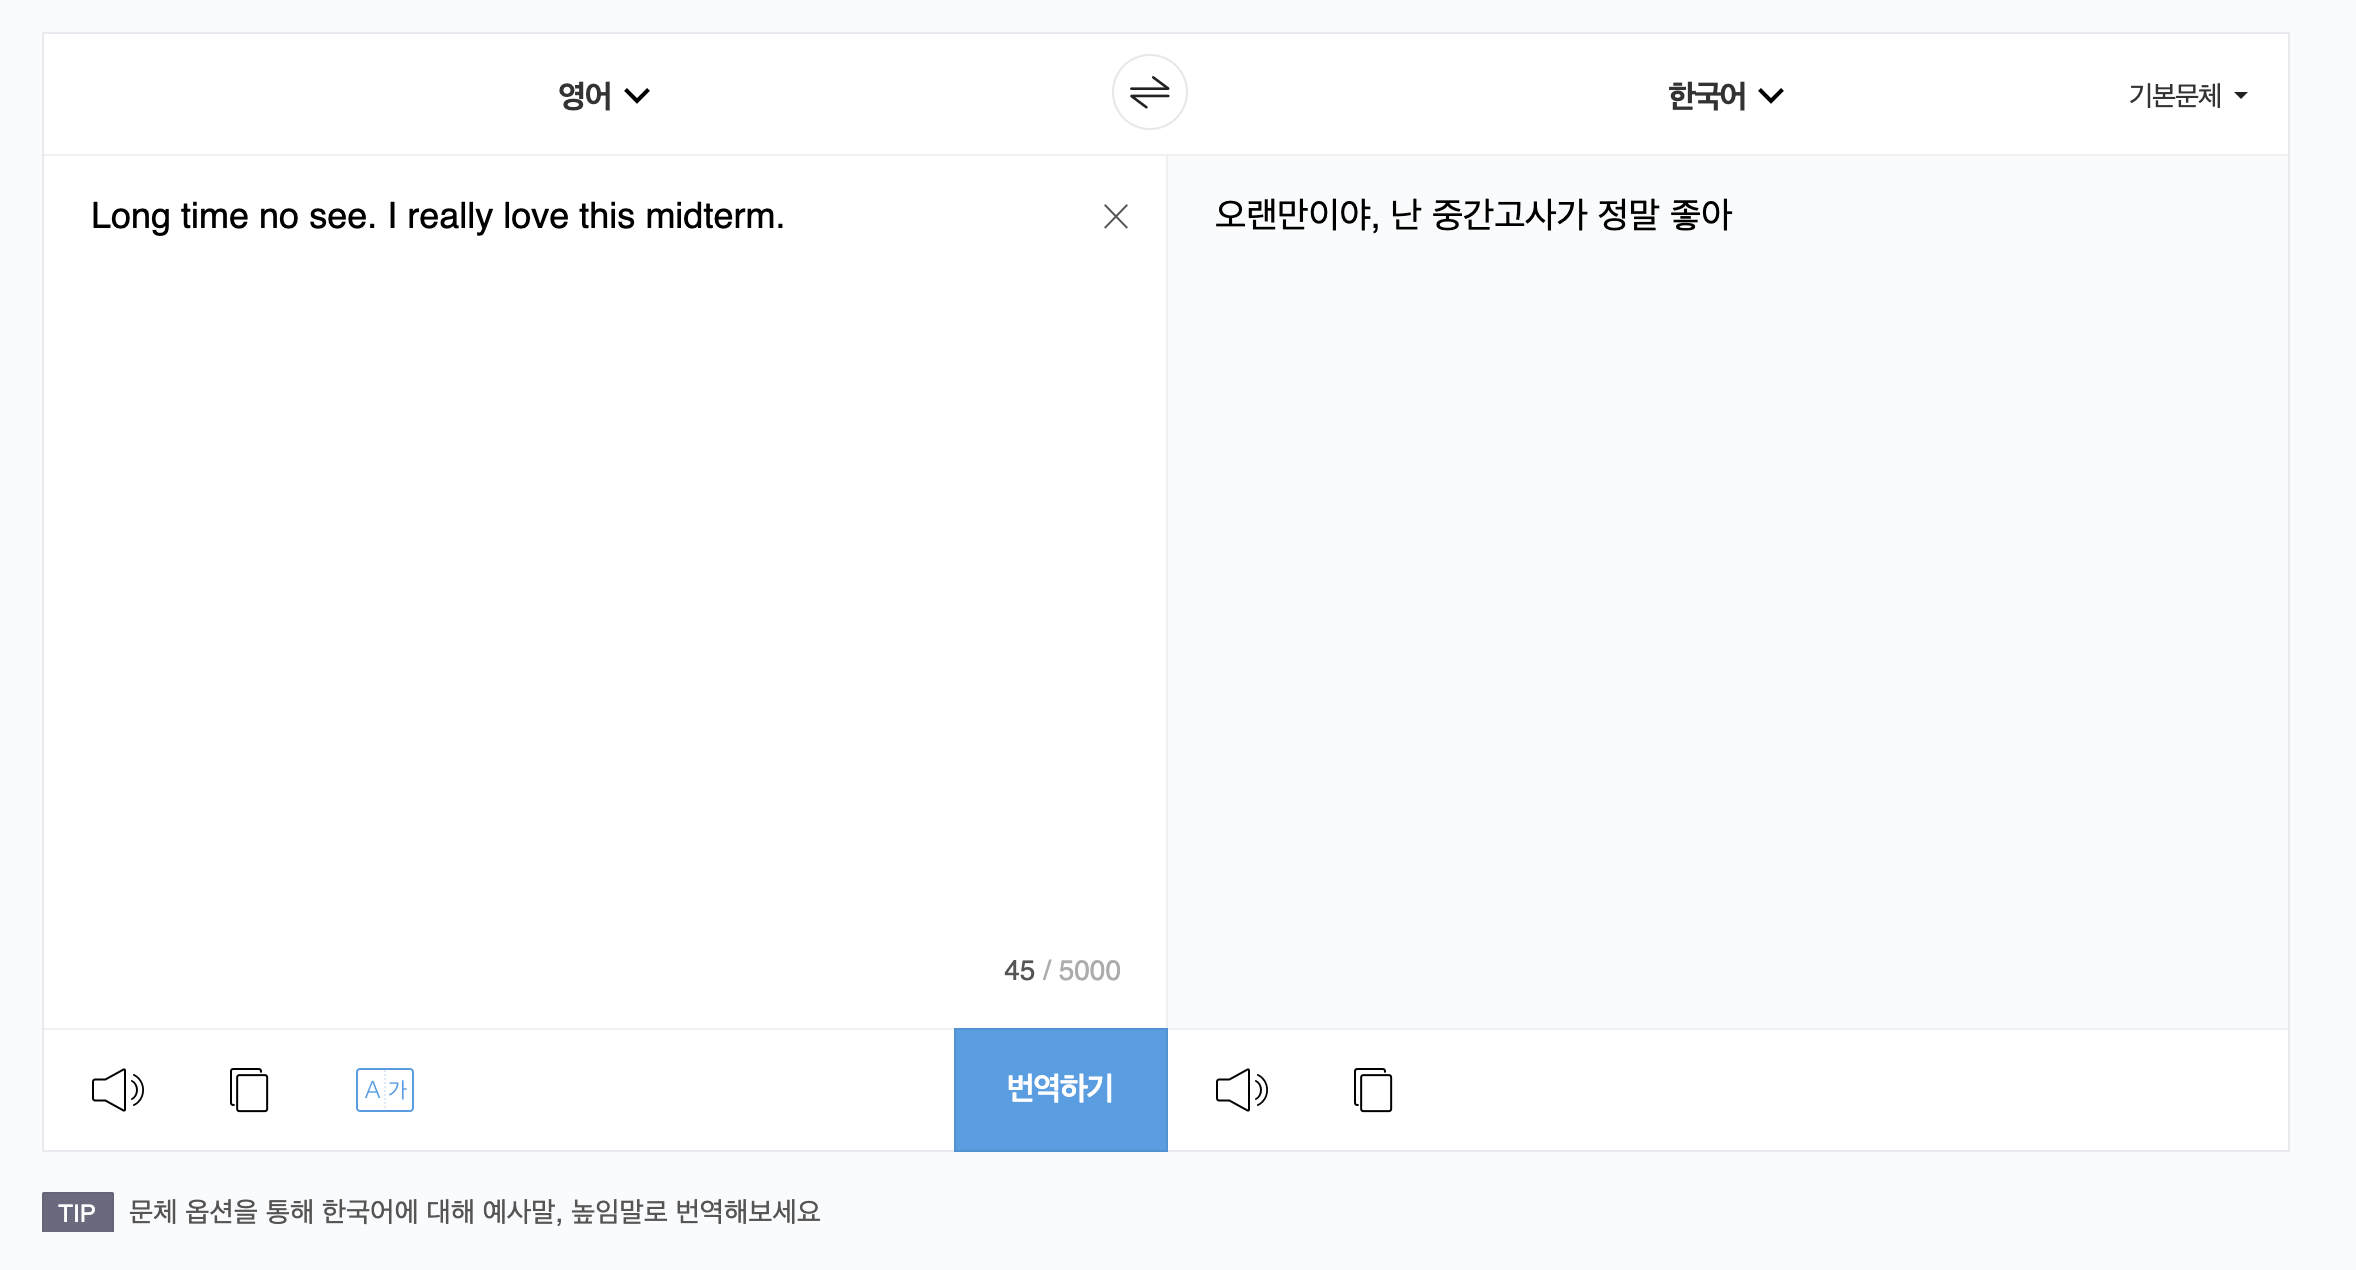 영어
한국어
기본문체
Long time no see. I really love this midterm.
오랜만이야, 난 중간고사가 정말 좋아
45 / 5000
A 가
번역하기
TIP 문체 옵션을 통해 한국어에 대해 예사말, 높임말로 번역해보세요